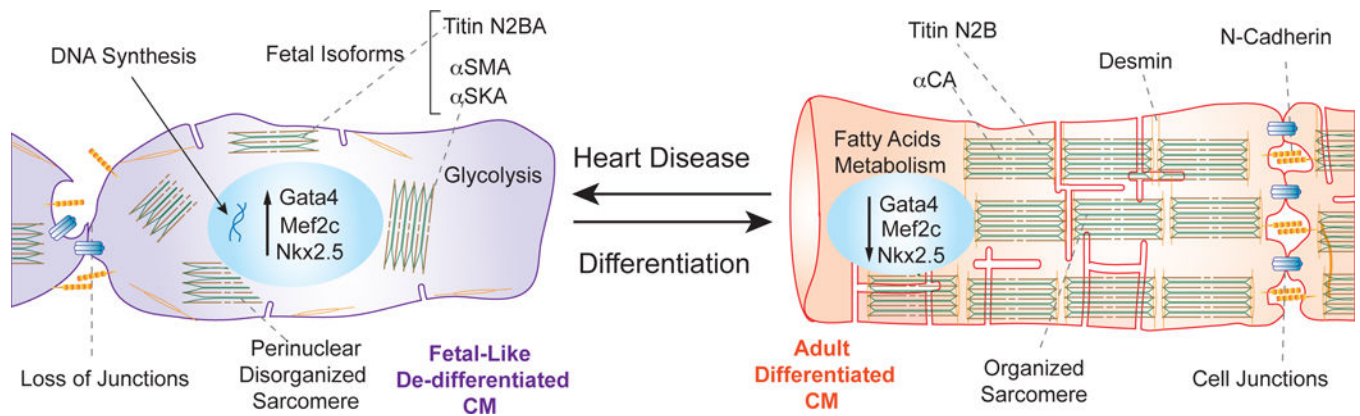 Titin N2BA
DNA Synthesis
Fetal Isoforms
αSMA
αSKA
Glycolysis
Gata4
Mef2c
Nkx2.5
Loss of Junctions
Perinuclear
Disorganized
Sarcomere
Fetal-Like
De-differentiated
CM
Heart Disease
Differentiation
Titin N2B
αCA
Desmin
N-Cadherin
Fatty Acids
Metabolism
Gata4
Mef2c
Nkx2.5
Adult
Differentiated
CM
Organized
Sarcomere
Cell Junctions